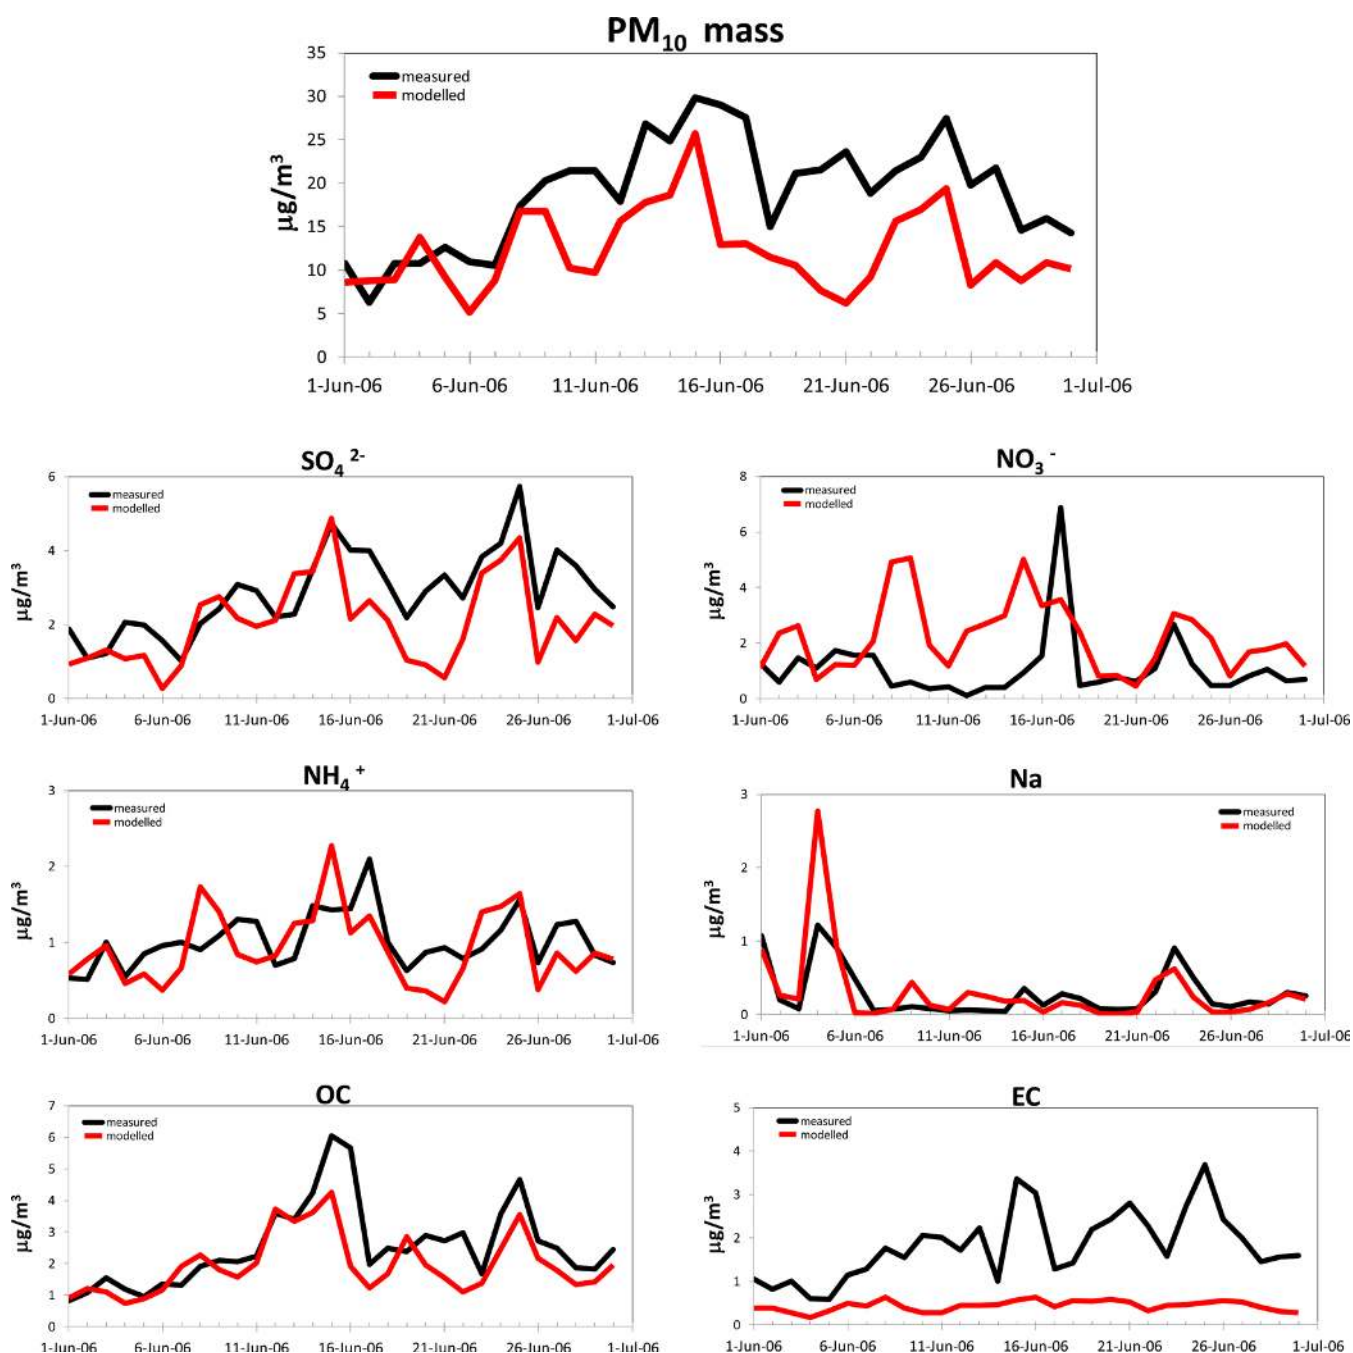 PM₁₀ mass
35
measured
30
modelled
25
20
15
10
5
0
µg/m³
1-Jun-06 6-Jun-06 11-Jun-06 16-Jun-06 21-Jun-06 26-Jun-06 1-Jul-06
SO₄ ²⁻
6
measured
modelled
4
2
0
µg/m³
1-Jun-06 6-Jun-06 11-Jun-06 16-Jun-06 21-Jun-06 26-Jun-06 1-Jul-06
NO₃ ⁻
8
measured
modelled
6
4
2
0
µg/m³
1-Jun-06 6-Jun-06 11-Jun-06 16-Jun-06 21-Jun-06 26-Jun-06 1-Jul-06
NH₄ ⁺
3
measured
modelled
2
1
0
µg/m³
1-Jun-06 6-Jun-06 11-Jun-06 16-Jun-06 21-Jun-06 26-Jun-06 1-Jul-06
Na
3
measured
modelled
2
1
0
µg/m³
1-Jun-06 6-Jun-06 11-Jun-06 16-Jun-06 21-Jun-06 26-Jun-06 1-Jul-06
OC
7
measured
modelled
6
5
4
3
2
1
0
µg/m³
1-Jun-06 6-Jun-06 11-Jun-06 16-Jun-06 21-Jun-06 26-Jun-06 1-Jul-06
EC
5
measured
modelled
4
3
2
1
0
µg/m³
1-Jun-06 6-Jun-06 11-Jun-06 16-Jun-06 21-Jun-06 26-Jun-06 1-Jul-06